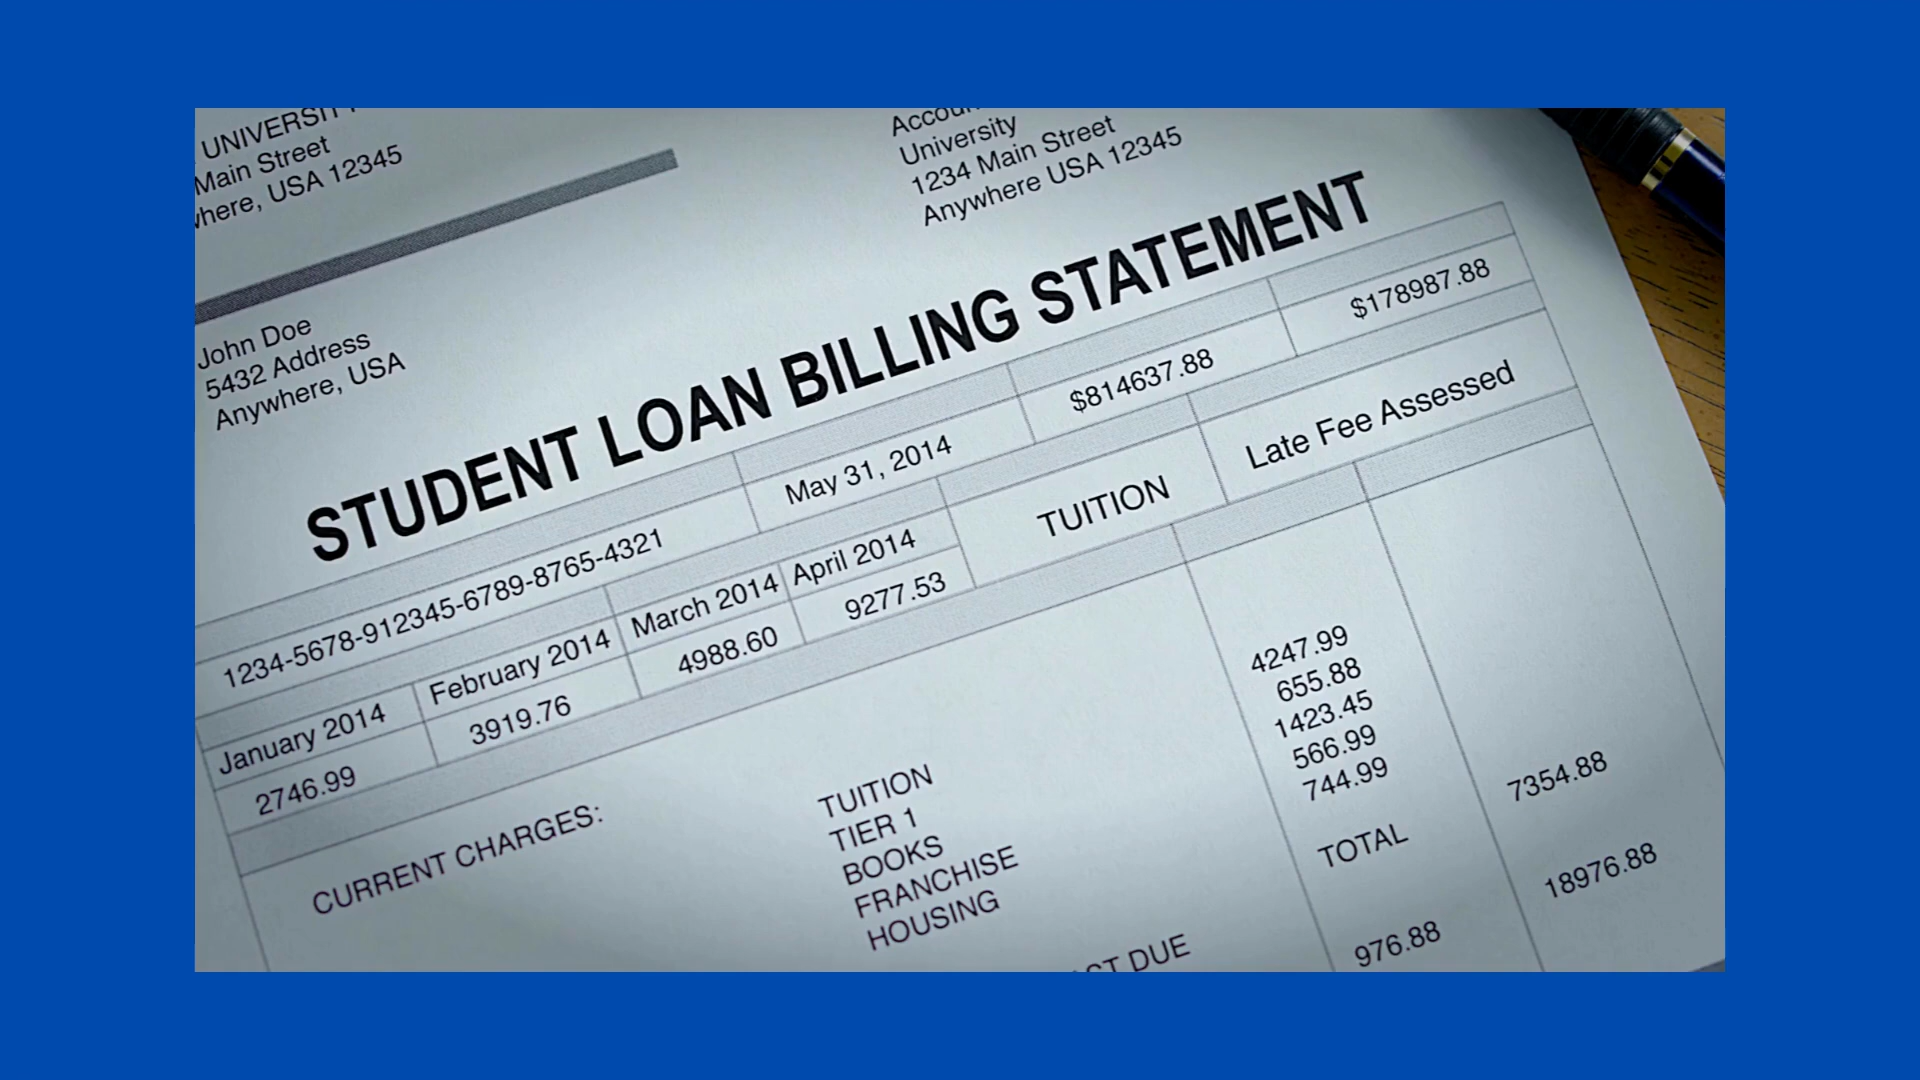 UNIVERSITY
Main Street
where, USA 12345
University
1234 Main Street
Anywhere USA 12345
John Doe
5432 Address
Anywhere, USA
STUDENT LOAN BILLING STATEMENT
1234-5678-912345-6789-8765-4321 May 31, 2014 $814637.88 $178987.88
January 2014 February 2014 March 2014 April 2014 TUITION Late Fee Assessed
2746.99 3919.76 4988.60 9277.53
CURRENT CHARGES:
TUITION 4247.99
TIER 1 655.88
BOOKS 1423.45
FRANCHISE 566.99
HOUSING 744.99
TOTAL 7354.88
18976.88
DUE 976.88